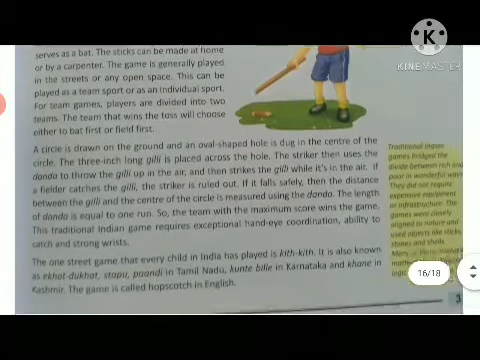 serves as a bat. The sticks can be made at home
or by a carpenter. The game is generally played
in the streets or any open space. This can be
played as a team sport or as an individual sport.
For team games, players are divided into two
teams. The team that wins the toss will choose
either to bat first or field first.
A circle is drawn on the ground and an oval-shaped hole is dug in the centre of the
circle. The three-inch long gilli is placed across the hole. The striker then uses the
danda to throw the gilli up in the air, and then strikes the gilli while it's in the air. If
a fielder catches the gilli, the striker is ruled out. If it falls safely, then the distance
between the gilli and the centre of the circle is measured using the danda. The length
of danda is equal to one run. So, the team with the maximum score wins the game.
This traditional Indian game requires exceptional hand-eye coordination, ability to
catch and strong wrists.
The one street game that every child in India has played is kith-kith. It is also known
as ekhat-dukhat, stapu, paandi in Tamil Nadu, kunte bille in Karnataka and khane in
Kashmir. The game is called hopscotch in English.
Traditional Indian
games bridged the
divide between rich and
poor in wonderful ways
They did not require
expensive equipment
or infrastructure. The
games were closely
aligned to nature and
used objects like sticks,
stones and shells.
Many
logic
16/18
3
K
KINEMASTER